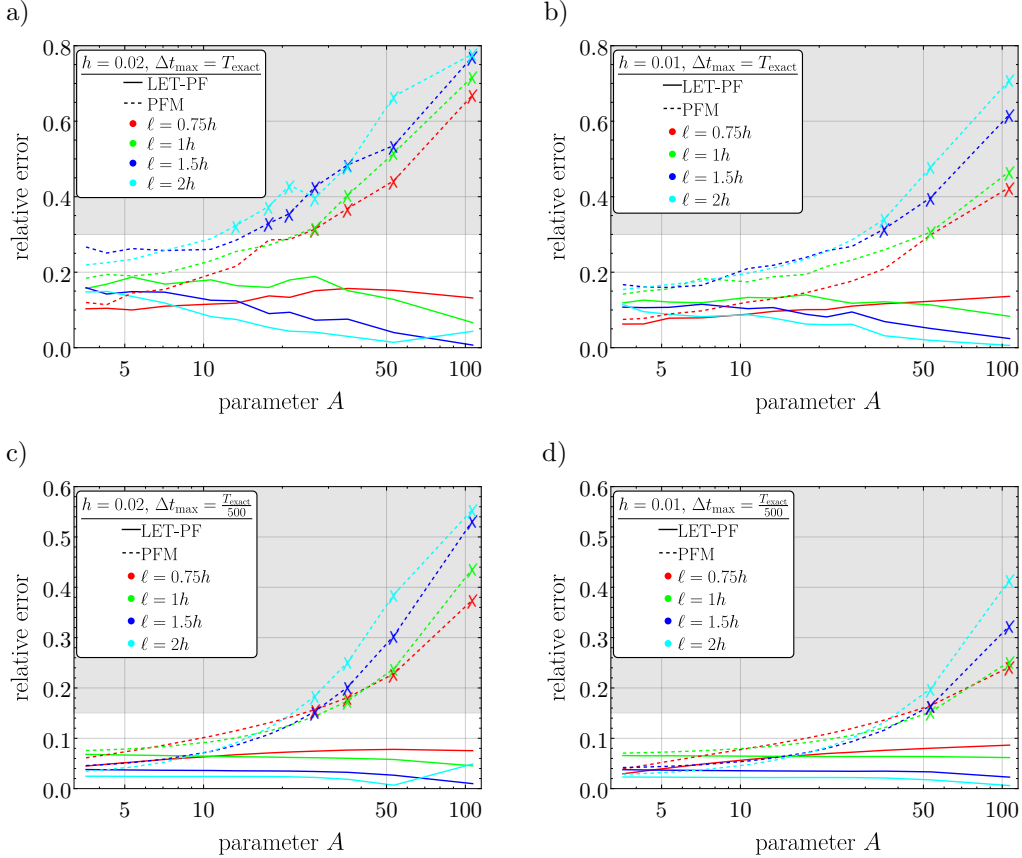 a)
h = 0.02, Δt_max = T_exact
LET-PF
PFM
ℓ = 0.75h
ℓ = 1h
ℓ = 1.5h
ℓ = 2h
relative error
0.8
0.6
0.4
0.2
0.0
5 10 50 100
parameter A
b)
h = 0.01, Δt_max = T_exact
LET-PF
PFM
ℓ = 0.75h
ℓ = 1h
ℓ = 1.5h
ℓ = 2h
relative error
0.8
0.6
0.4
0.2
0.0
5 10 50 100
parameter A
c)
h = 0.02, Δt_max = T_exact/500
LET-PF
PFM
ℓ = 0.75h
ℓ = 1h
ℓ = 1.5h
ℓ = 2h
relative error
0.6
0.5
0.4
0.3
0.2
0.1
0.0
5 10 50 100
parameter A
d)
h = 0.01, Δt_max = T_exact/500
LET-PF
PFM
ℓ = 0.75h
ℓ = 1h
ℓ = 1.5h
ℓ = 2h
relative error
0.6
0.5
0.4
0.3
0.2
0.1
0.0
5 10 50 100
parameter A